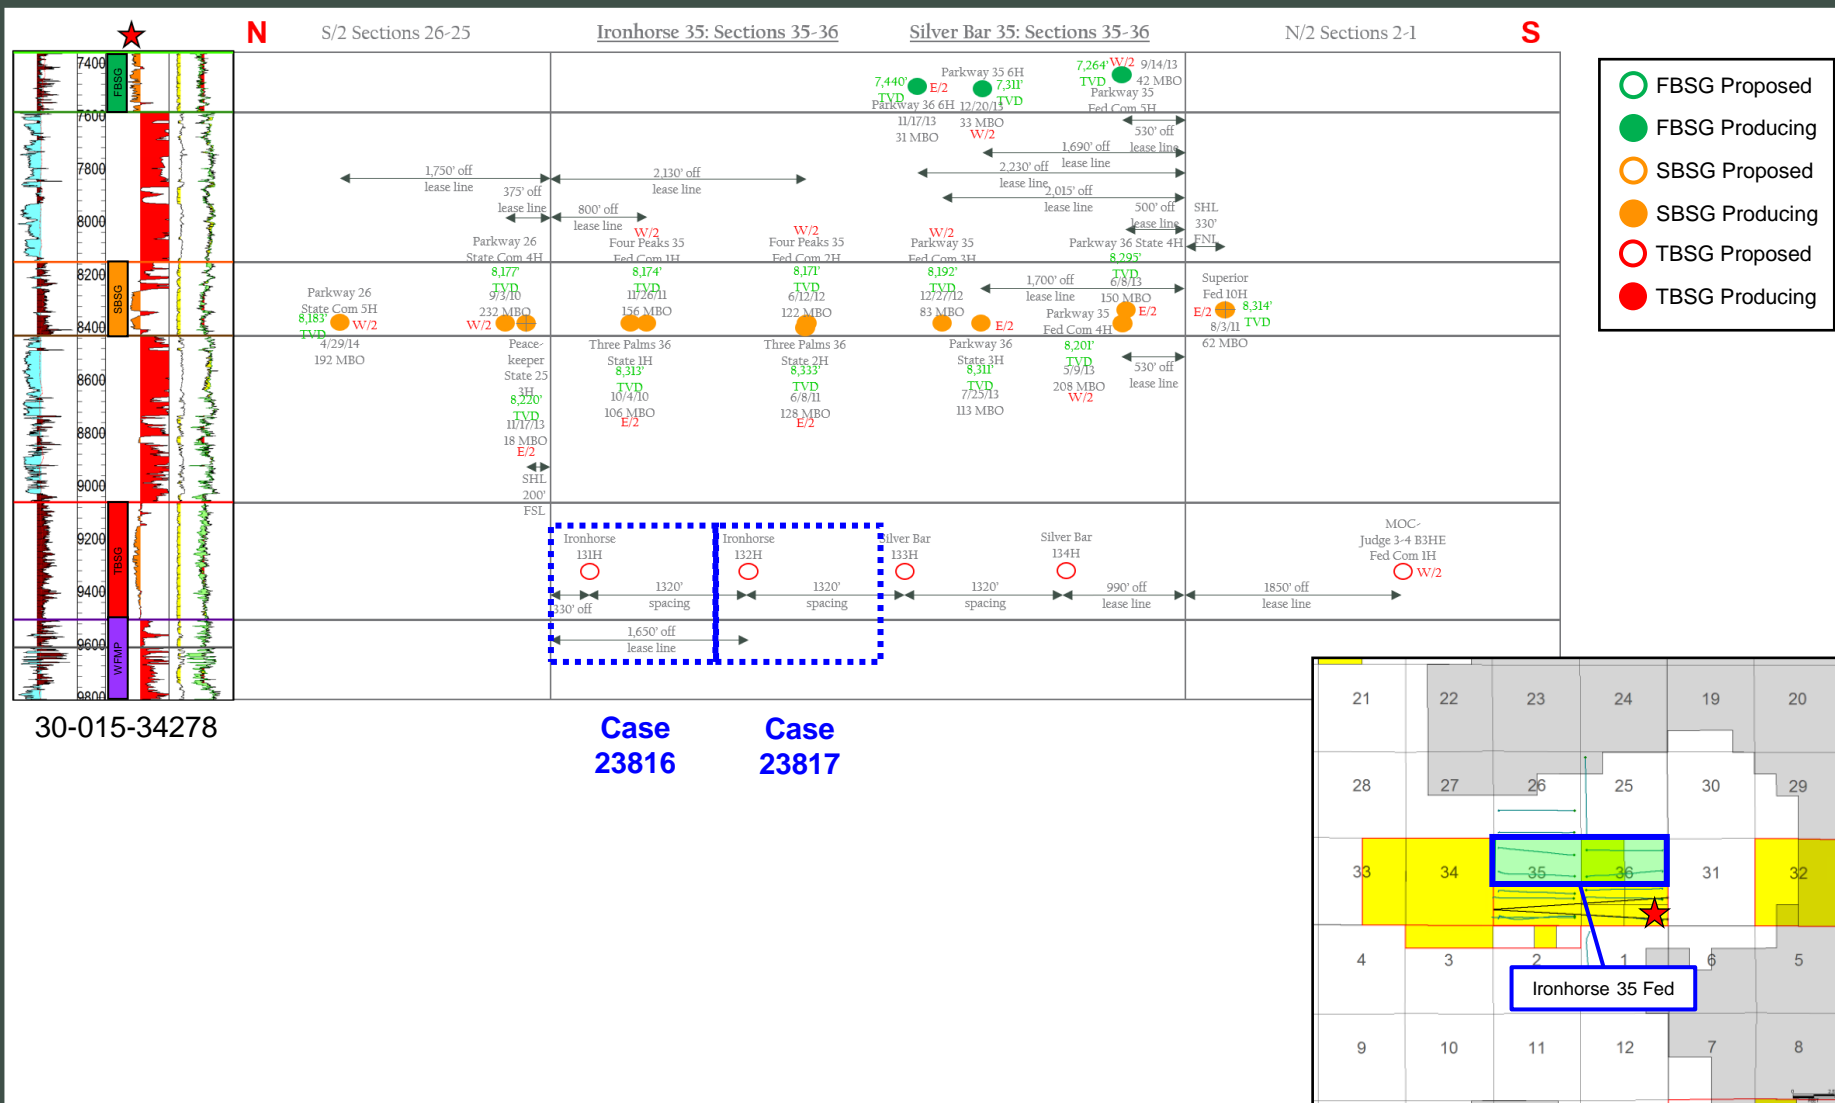 N
S/2 Sections 26-25
Ironhorse 35: Sections 35-36
Silver Bar 35: Sections 35-36
N/2 Sections 2-1
S
7400
7600
7800
8000
8200
8400
8600
8800
9000
9200
9400
9600
9800
FBSG
SBSG
TBSG
WFMP
30-015-34278
7,440'
TVD
E/2
Parkway 36 6H
11/17/13
31 MBO
Parkway 35 6H
7,311'
TVD
12/20/13
33 MBO
W/2
7,264'
TVD
W/2
9/14/13
42 MBO
Parkway 35
Fed Com 5H
530' off
lease line
1,690' off
lease line
2,230' off
lease line
2,015' off
lease line
500' off
lease line
SHL
330'
FNL
1,750' off
lease line
375' off
lease line
2,130' off
lease line
800' off
lease line
Parkway 26
State Com 5H
8,183'
TVD
W/2
4/29/14
192 MBO
Parkway 26
State Com 4H
8,177'
TVD
9/3/10
232 MBO
W/2
Peace-
keeper
State 25
3H
8,220'
TVD
11/17/13
18 MBO
E/2
SHL
200'
FSL
W/2
Four Peaks 35
Fed Com 1H
8,174'
TVD
11/26/11
156 MBO
Three Palms 36
State 1H
8,313'
TVD
10/4/10
106 MBO
E/2
W/2
Four Peaks 35
Fed Com 2H
8,171'
TVD
6/12/12
122 MBO
Three Palms 36
State 2H
8,333'
TVD
6/8/11
128 MBO
E/2
W/2
Parkway 35
Fed Com 3H
8,192'
TVD
12/27/12
83 MBO
E/2
Parkway 36
State 3H
8,311'
TVD
7/25/13
113 MBO
1,700' off
lease line
Parkway 36 State 4H
8,295'
TVD
6/8/13
150 MBO
E/2
Parkway 35
Fed Com 4H
8,201'
TVD
5/9/13
208 MBO
W/2
530' off
lease line
Superior
Fed 10H
E/2
8,314'
TVD
8/3/11
62 MBO
Ironhorse
131H
Ironhorse
132H
Silver Bar
133H
Silver Bar
134H
MOC-
Judge 3-4 B3HE
Fed Com 1H
W/2
330' off
1320'
spacing
1320'
spacing
1320'
spacing
990' off
lease line
1850' off
lease line
1,650' off
lease line
Case
23816
Case
23817
FBSG Proposed
FBSG Producing
SBSG Proposed
SBSG Producing
TBSG Proposed
TBSG Producing
21 22 23 24 19 20
28 27 26 25 30 29
33 34 35 36 31 32
4 3 2 1 6 5
Ironhorse 35 Fed
9 10 11 12 7 8